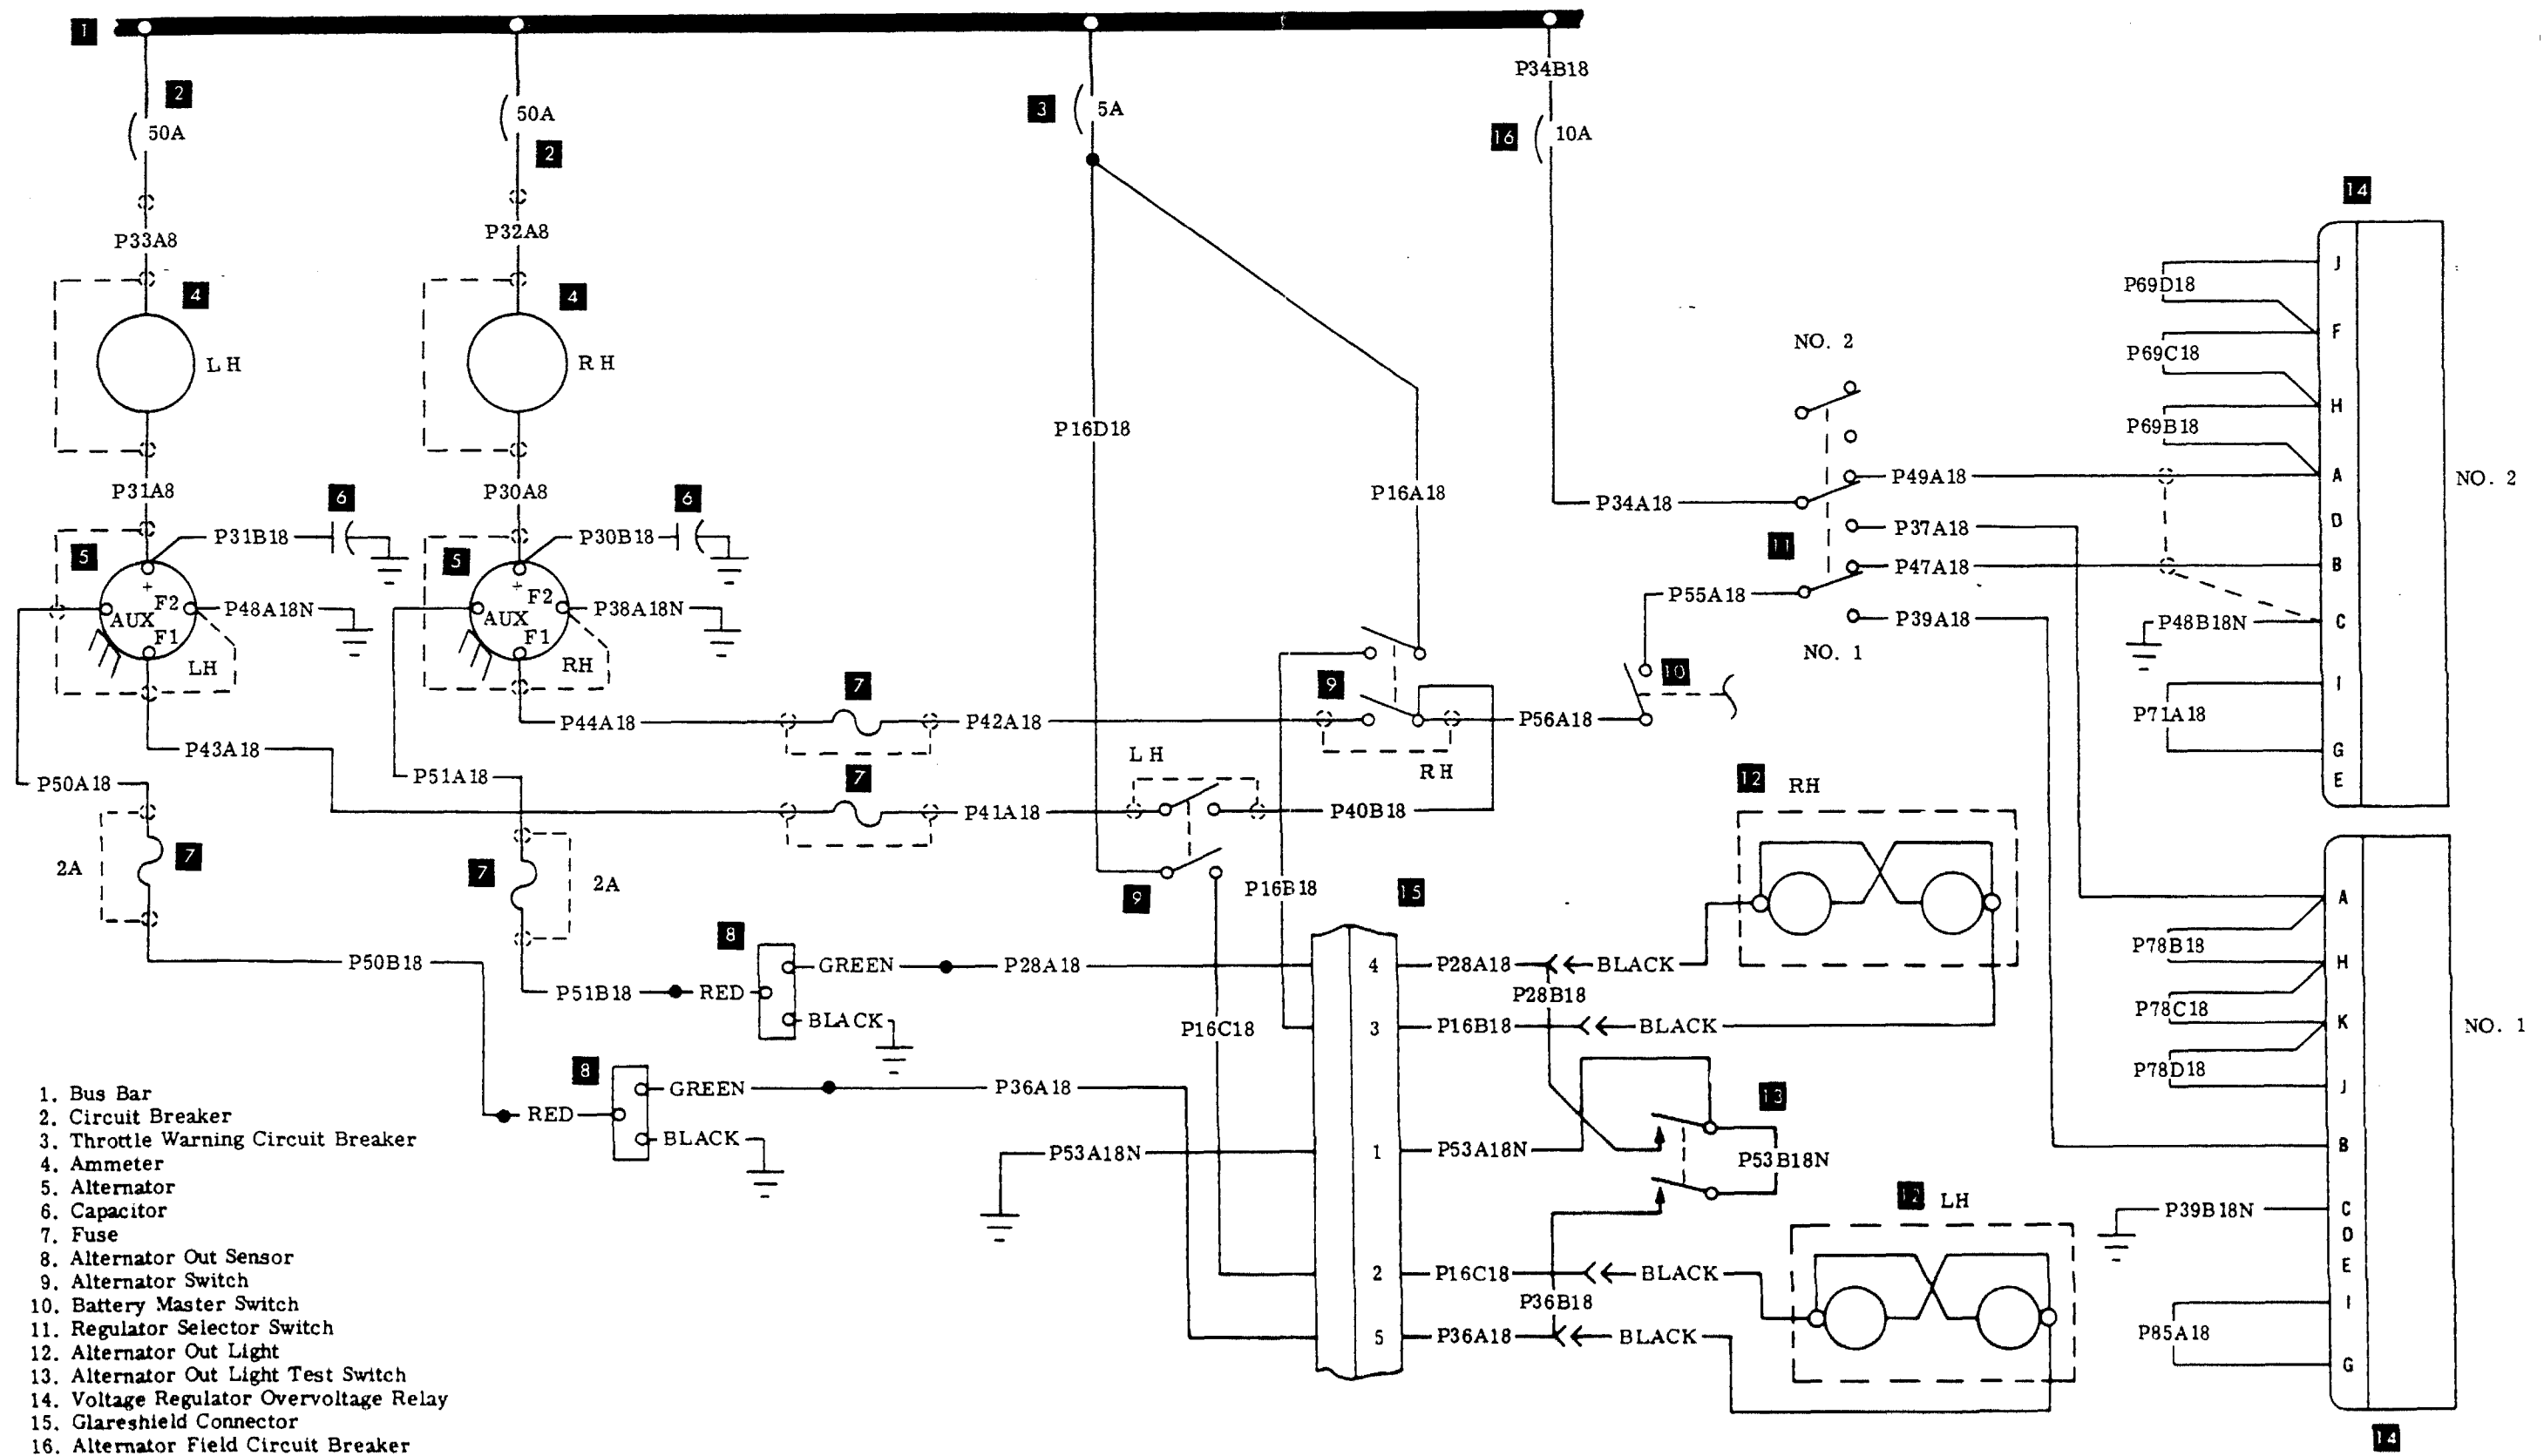 1
P34B18
2
50A
50A
2
3
5A
16
10A
14
P33A8
P32A8
4
4
LH
RH
J
P69D18
F
P69C18
H
P69B18
A
NO. 2
D
B
C
P48B18N
I
P71A18
G
E
NO. 2
P16D18
P16A18
P34A18
P49A18
P37A18
11
P47A18
P55A18
P39A18
NO. 1
P31A8
6
P30A8
6
P31B18
P30B18
5
5
+
F2
AUX
F1
P48A18N
LH
+
F2
AUX
F1
P38A18N
RH
7
9
10
P44A18
P42A18
P56A18
P43A18
LH
RH
P51A18
7
P50A18
P41A18
P40B18
12
RH
2A
7
7
2A
9
P16B18
15
A
P78B18
H
P78C18
K
P78D18
J
B
P39B18N
C
D
E
I
P85A18
G
NO. 1
14
8
P50B18
GREEN
P28A18
4
P28A18
BLACK
P51B18
RED
P28B18
BLACK
P16C18
3
P16B18
BLACK
8
GREEN
P36A18
13
RED
BLACK
P53A18N
1
P53A18N
P53B18N
12
LH
2
P16C18
BLACK
P36B18
5
P36A18
BLACK
1. Bus Bar
2. Circuit Breaker
3. Throttle Warning Circuit Breaker
4. Ammeter
5. Alternator
6. Capacitor
7. Fuse
8. Alternator Out Sensor
9. Alternator Switch
10. Battery Master Switch
11. Regulator Selector Switch
12. Alternator Out Light
13. Alternator Out Light Test Switch
14. Voltage Regulator Overvoltage Relay
15. Glareshield Connector
16. Alternator Field Circuit Breaker